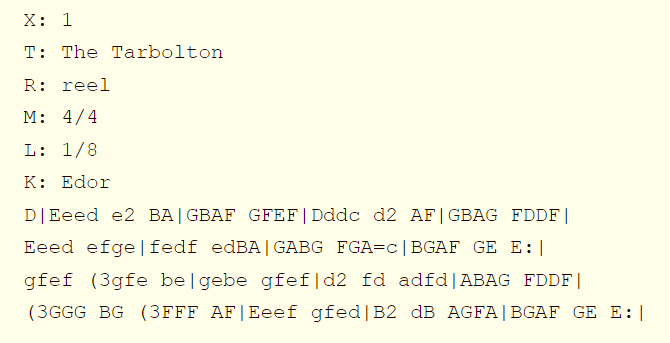 X: 1
T: The Tarbolton
R: reel
M: 4/4
L: 1/8
K: Edor
D|Eeed e2 BA|GBAF GFEF|Dddc d2 AF|GBAG FDDF|
Eeed efge|fedf edBA|GABG FGA=c|BGAF GE E:|
gfef (3gfe be|gebe gfef|d2 fd adfd|ABAG FDDF|
(3GGG BG (3FFF AF|Eeef gfed|B2 dB AGFA|BGAF GE E:|